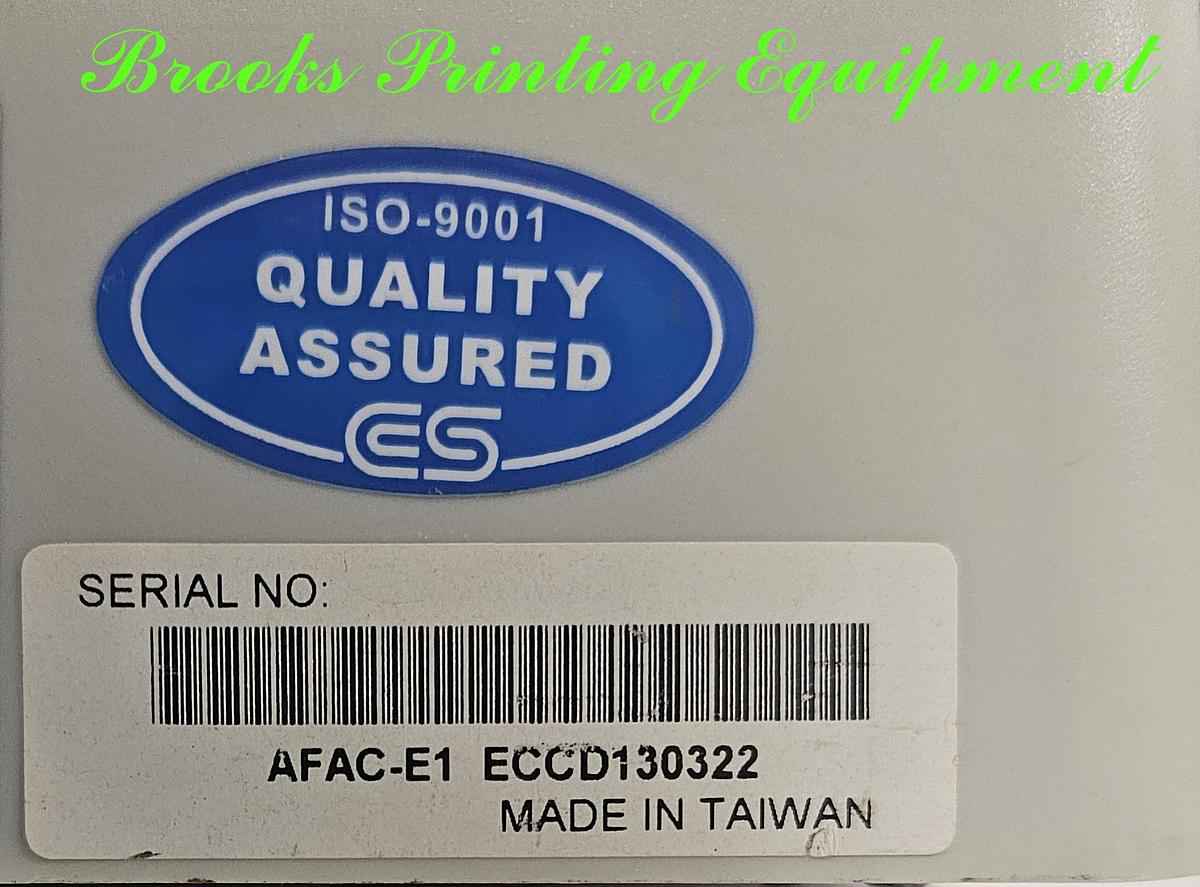 Brooks Printing Equipment
ISO-9001
QUALITY
ASSURED
ES
SERIAL NO:
AFAC-E1 ECCD130322
MADE IN TAIWAN